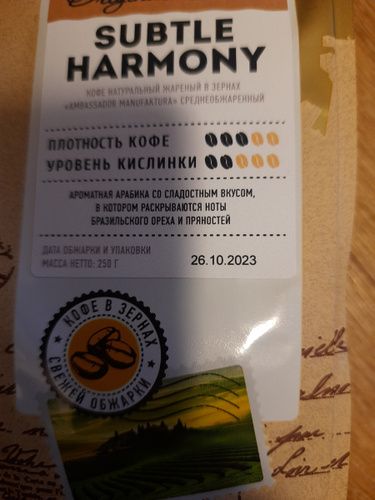 SUBTLE
HARMONY
КОФЕ НАТУРАЛЬНЫЙ ЖАРЕНЫЙ В ЗЕРНАХ
«AMBASSADOR MANUFAKTURA» СРЕДНЕОБЖАРЕННЫЙ
ПЛОТНОСТЬ КОФЕ
УРОВЕНЬ КИСЛИНКИ
АРОМАТНАЯ АРАБИКА СО СЛАДОСТНЫМ ВКУСОМ,
В КОТОРОМ РАСКРЫВАЮТСЯ НОТЫ
БРАЗИЛЬСКОГО ОРЕХА И ПРЯНОСТЕЙ
ДАТА ОБЖАРКИ И УПАКОВКИ
МАССА НЕТТО: 250 Г
26.10.2023
КОФЕ В ЗЕРНАХ
СВЕЖЕЙ ОБЖАРКИ